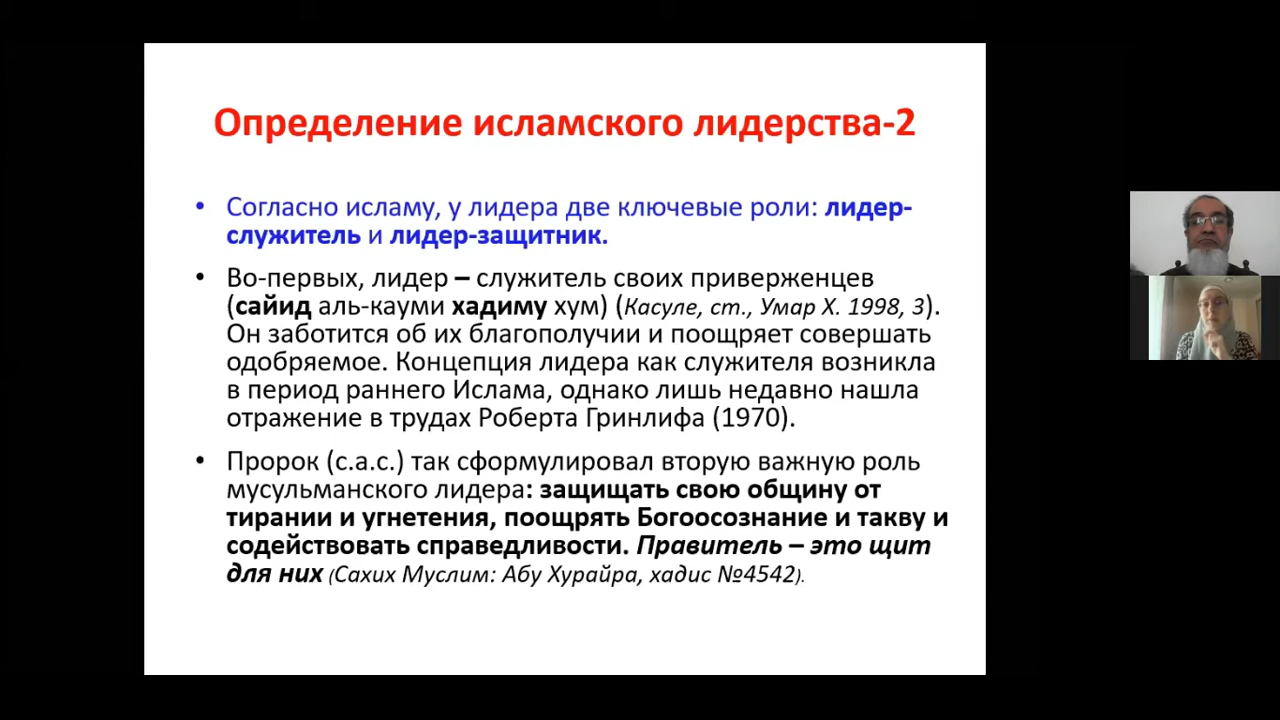 Определение исламского лидерства-2
• Согласно исламу, у лидера две ключевые роли: лидер-
служитель и лидер-защитник.
• Во-первых, лидер – служитель своих приверженцев
(сайид аль-кауми хадиму хум) (Касуле, ст., Умар Х. 1998, 3).
Он заботится об их благополучии и поощряет совершать
одобряемое. Концепция лидера как служителя возникла
в период раннего Ислама, однако лишь недавно нашла
отражение в трудах Роберта Гринлифа (1970).
• Пророк (с.а.с.) так сформулировал вторую важную роль
мусульманского лидера: защищать свою общину от
тирании и угнетения, поощрять Богоосознание и такву и
содействовать справедливости. Правитель – это щит
для них (Сахих Муслим: Абу Хурайра, хадис №4542).